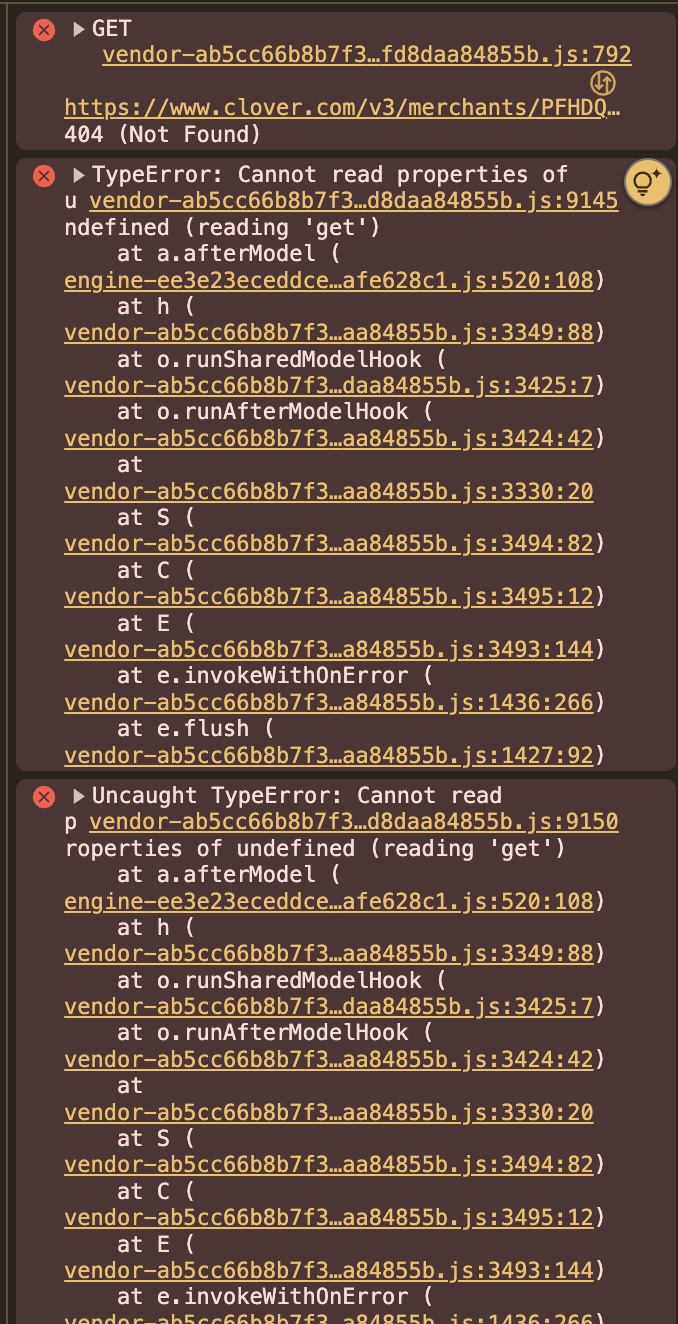 GET
vendor-ab5cc66b8b7f3…fd8daa84855b.js:792
https://www.clover.com/v3/merchants/PFHDQ…
404 (Not Found)
TypeError: Cannot read properties of
u vendor-ab5cc66b8b7f3…d8daa84855b.js:9145
ndefined (reading 'get')
at a.afterModel (
engine-ee3e23eceddce…afe628c1.js:520:108)
at h (
vendor-ab5cc66b8b7f3…aa84855b.js:3349:88)
at o.runSharedModelHook (
vendor-ab5cc66b8b7f3…daa84855b.js:3425:7)
at o.runAfterModelHook (
vendor-ab5cc66b8b7f3…aa84855b.js:3424:42)
at
vendor-ab5cc66b8b7f3…aa84855b.js:3330:20
at S (
vendor-ab5cc66b8b7f3…aa84855b.js:3494:82)
at C (
vendor-ab5cc66b8b7f3…aa84855b.js:3495:12)
at E (
vendor-ab5cc66b8b7f3…a84855b.js:3493:144)
at e.invokeWithOnError (
vendor-ab5cc66b8b7f3…a84855b.js:1436:266)
at e.flush (
vendor-ab5cc66b8b7f3…aa84855b.js:1427:92)
Uncaught TypeError: Cannot read
p vendor-ab5cc66b8b7f3…d8daa84855b.js:9150
roperties of undefined (reading 'get')
at a.afterModel (
engine-ee3e23eceddce…afe628c1.js:520:108)
at h (
vendor-ab5cc66b8b7f3…aa84855b.js:3349:88)
at o.runSharedModelHook (
vendor-ab5cc66b8b7f3…daa84855b.js:3425:7)
at o.runAfterModelHook (
vendor-ab5cc66b8b7f3…aa84855b.js:3424:42)
at
vendor-ab5cc66b8b7f3…aa84855b.js:3330:20
at S (
vendor-ab5cc66b8b7f3…aa84855b.js:3494:82)
at C (
vendor-ab5cc66b8b7f3…aa84855b.js:3495:12)
at E (
vendor-ab5cc66b8b7f3…a84855b.js:3493:144)
at e.invokeWithOnError (
vendor-ab5cc66b8b7f3…a84855b.js:1436:266)